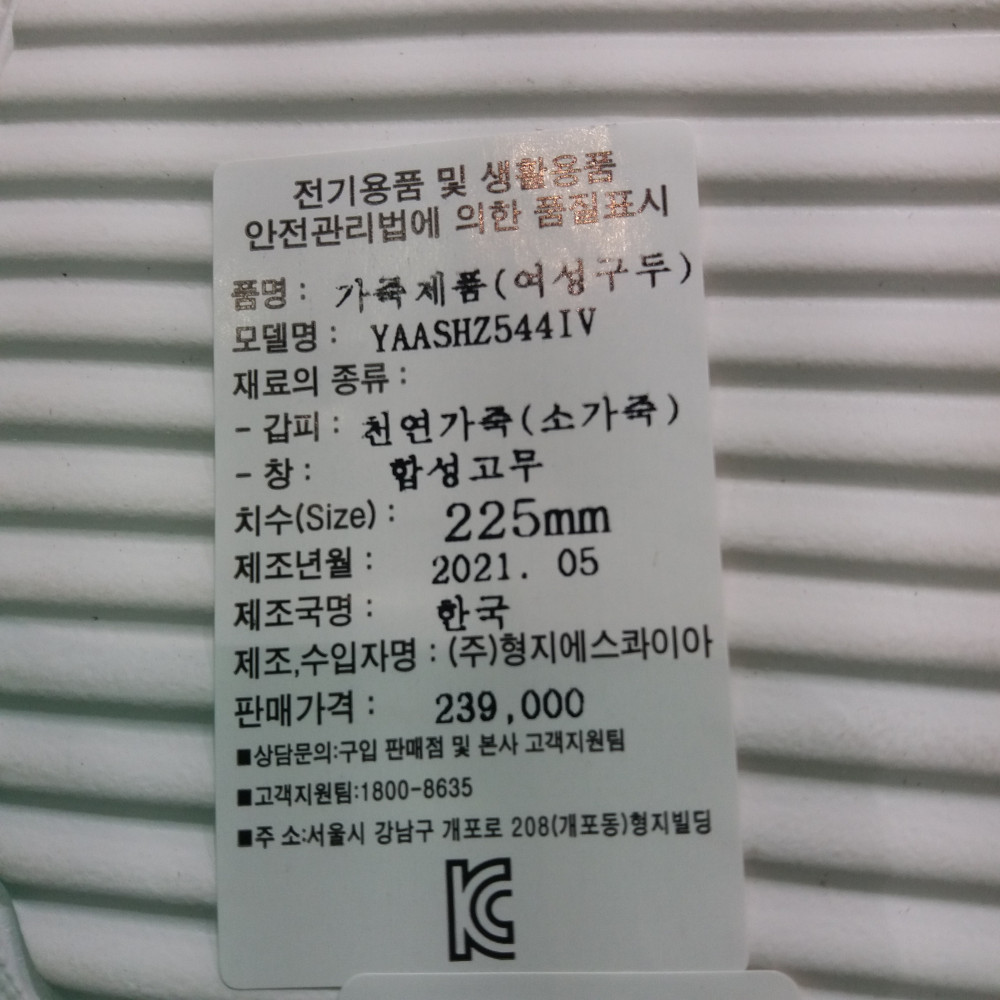 전기용품 및 생활용품
안전관리법에 의한 품질표시
품명 : 가죽제품(여성구두)
모델명 : YAASHZ544IV
재료의 종류 :
- 갑피 : 천연가죽(소가죽)
- 창 : 합성고무
치수(Size) : 225mm
제조년월 : 2021. 05
제조국명 : 한국
제조,수입자명 : (주)형지에스콰이아
판매가격 : 239,000
■상담문의:구입 판매점 및 본사 고객지원팀
■고객지원팀:1800-8635
■주 소:서울시 강남구 개포로 208(개포동)형지빌딩
KC